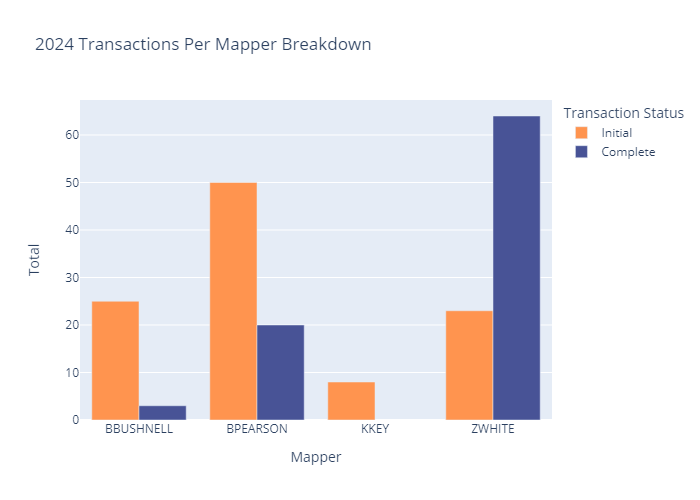 2024 Transactions Per Mapper Breakdown
Transaction Status
Initial
Complete
60
50
40
30
20
10
0
Total
BBUSHNELL BPEARSON KKEY ZWHITE
Mapper